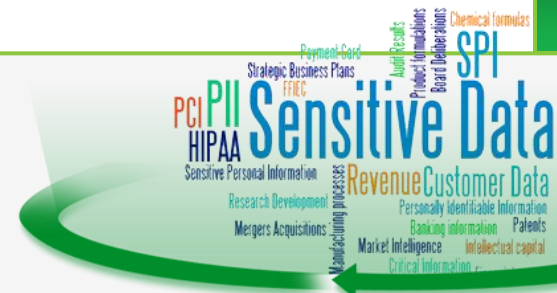 Chemical formulas
Audit Results
Product formulations
Board Deliberations
SPI
Payment Card
Strategic Business Plans
FFIEC
PCI
PII
Sensitive Data
HIPAA
Sensitive Personal Information
Manufacturing processes
Revenue
Customer Data
Research Development
Personally Identifiable Information
Mergers Acquisitions
Banking information
Patents
Market Intelligence
Intellectual capital
Critical Information